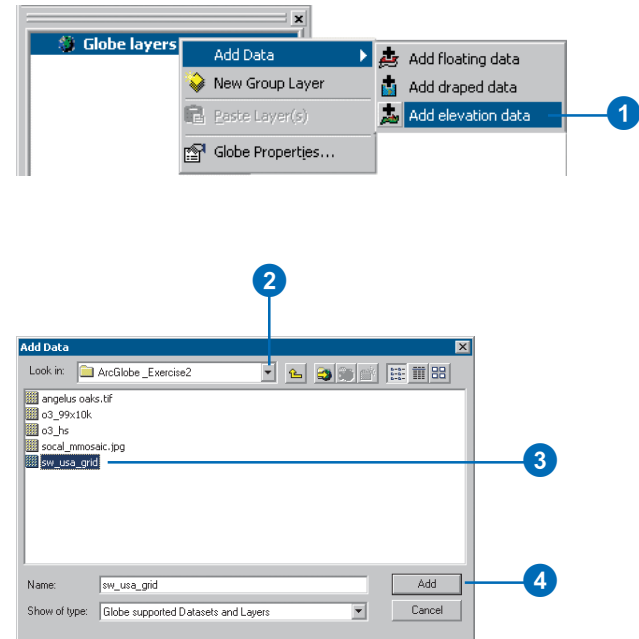 Globe layers
Add Data
New Group Layer
Paste Layer(s)
Globe Properties...
Add floating data
Add draped data
Add elevation data
1
2
Add Data
Look in: ArcGlobe _Exercise2
angelus oaks.tif
o3_99x10k
o3_hs
socal_mmosaic.jpg
sw_usa_grid
3
Name: sw_usa_grid Add
4
Show of type: Globe supported Datasets and Layers Cancel